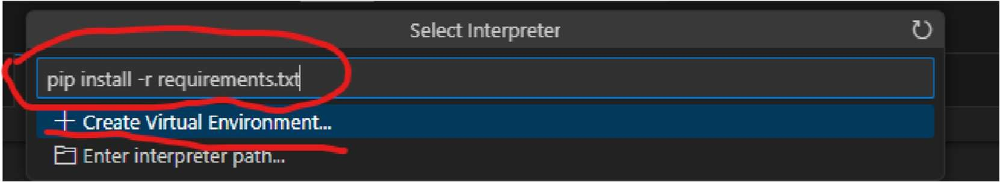 Select Interpreter
pip install -r requirements.txt
Create Virtual Environment...
Enter interpreter path...